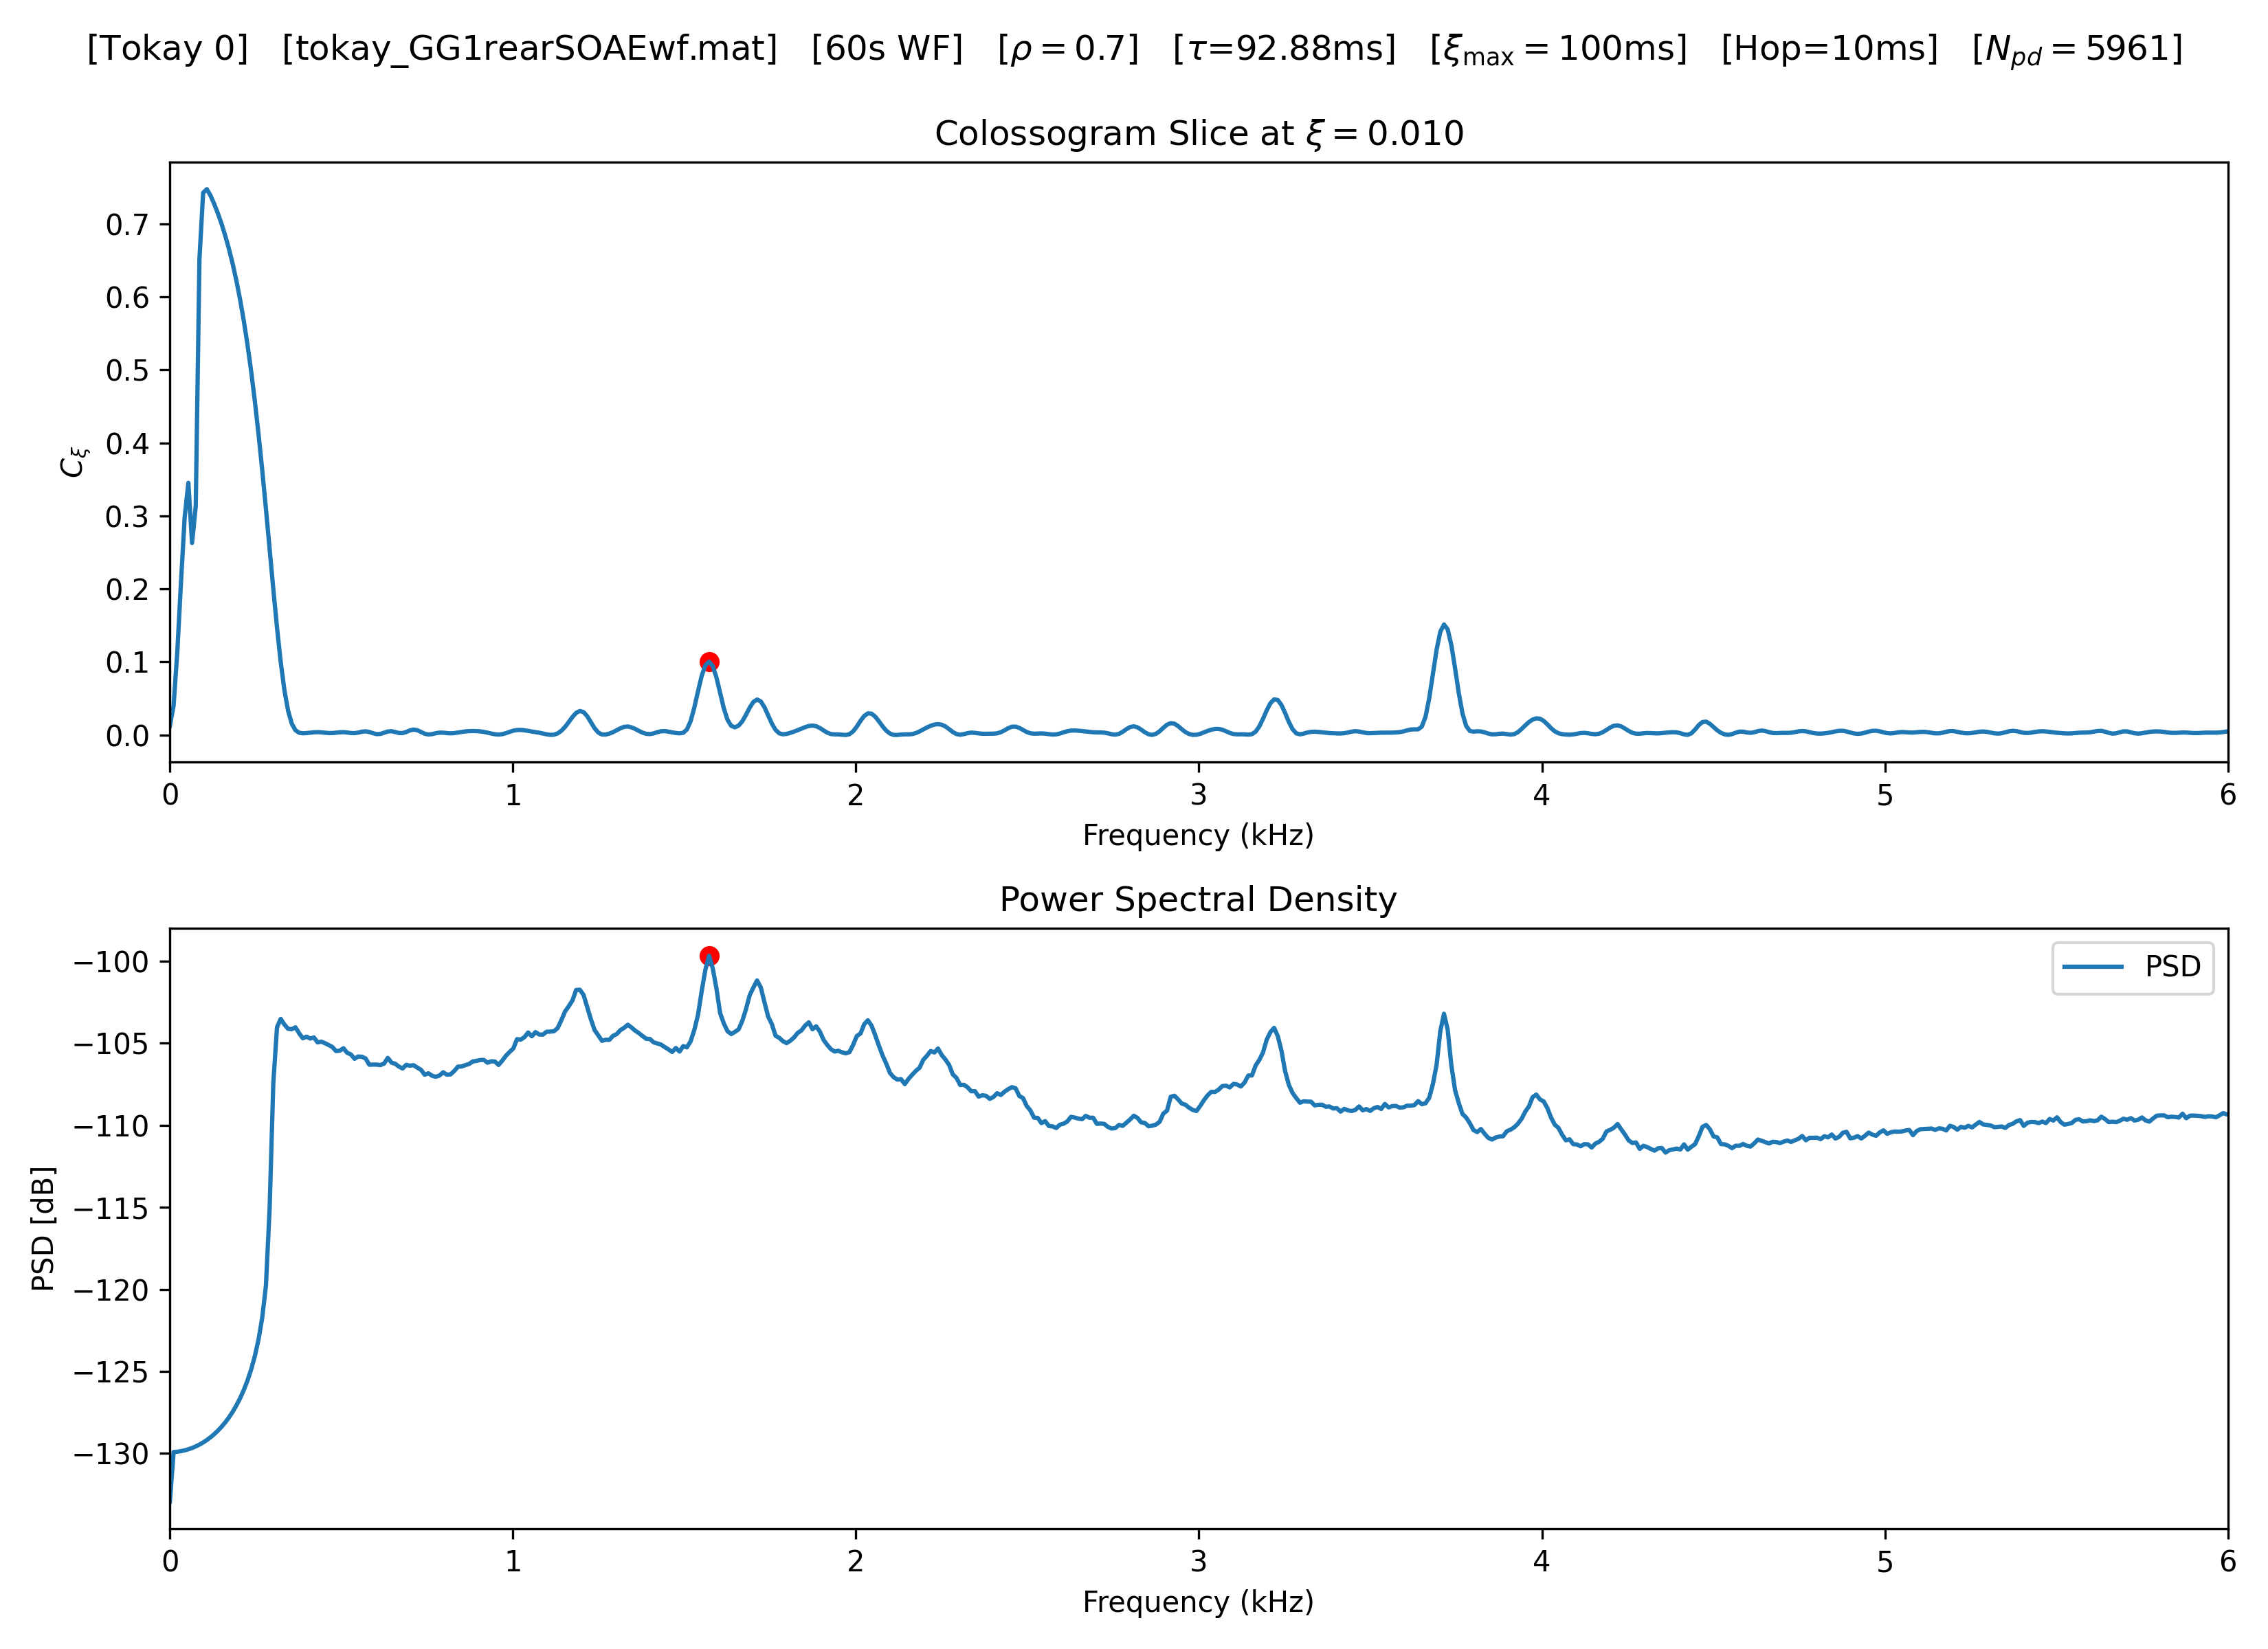 [Tokay 0] [tokay_GG1rearSOAEwf.mat] [60s WF] [ρ = 0.7] [τ=92.88ms] [ξmax = 100ms] [Hop=10ms] [Npd = 5961]
Colossogram Slice at ξ = 0.010
0.7
0.6
0.5
0.4
0.3
0.2
0.1
0.0
Cξ
0 1 2 3 4 5 6
Frequency (kHz)
Power Spectral Density
PSD
−100
−105
−110
−115
−120
−125
−130
PSD [dB]
0 1 2 3 4 5 6
Frequency (kHz)